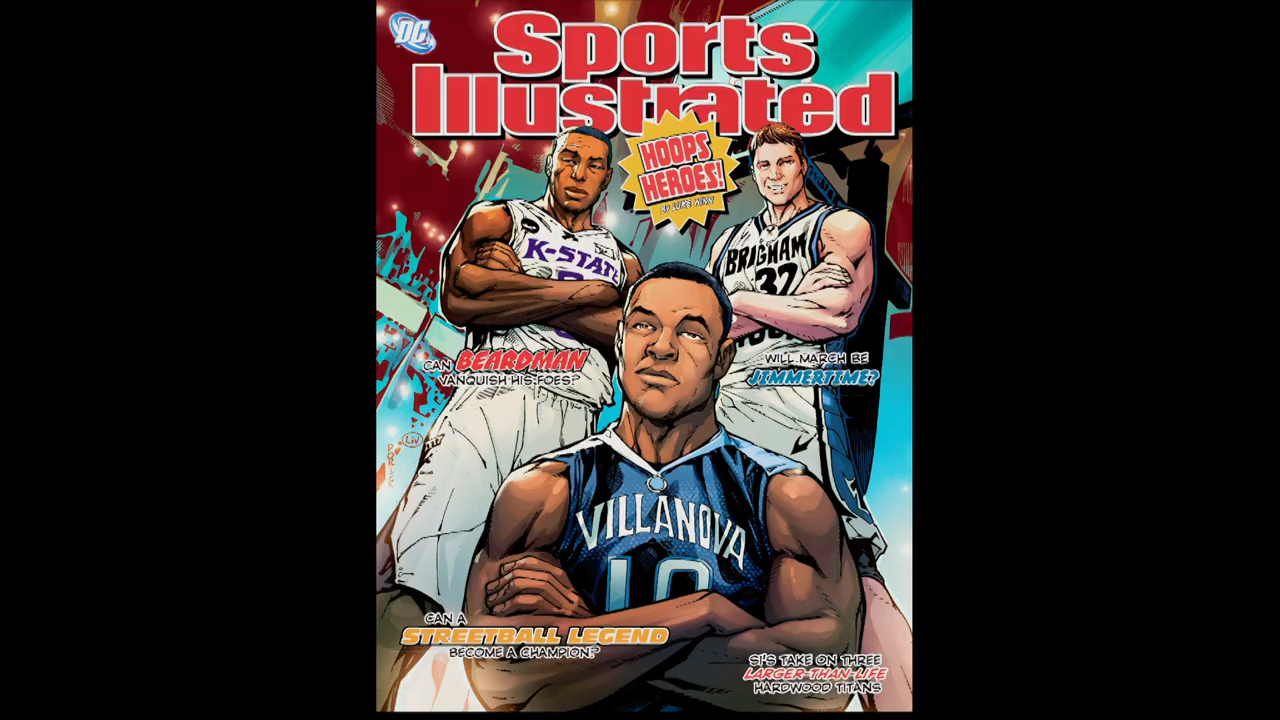 DC
Sports
Illustrated
HOOPS
HEROES!
BY LUKE WINN
K-STATE
BRIGHAM
32
CAN BEARDMAN
VANQUISH HIS FOES?
WILL MARCH BE
JIMMERTIME?
Liv
VILLANOVA
10
CAN A
STREETBALL LEGEND
BECOME A CHAMPION?
SI'S TAKE ON THREE
LARGER-THAN-LIFE
HARDWOOD TITANS